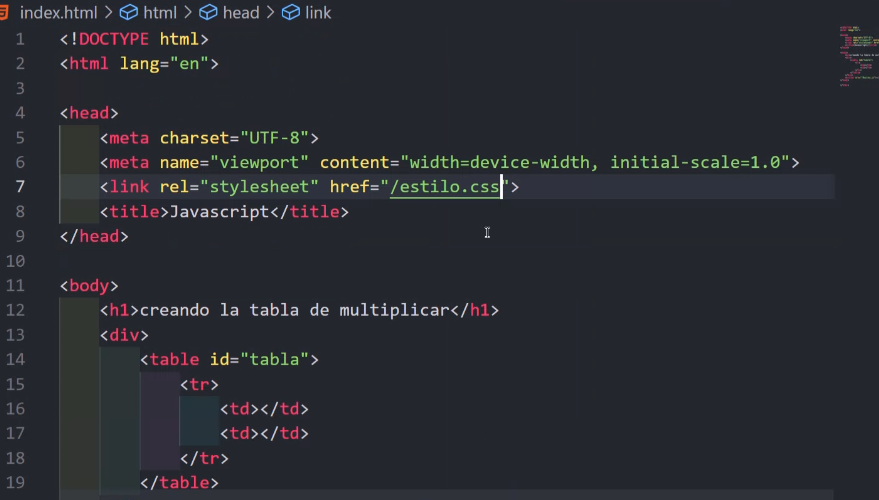 index.html > html > head > link
1 <!DOCTYPE html>
2 <html lang="en">
3
4 <head>
5     <meta charset="UTF-8">
6     <meta name="viewport" content="width=device-width, initial-scale=1.0">
7     <link rel="stylesheet" href="/estilo.css">
8     <title>Javascript</title>
9 </head>
10
11 <body>
12     <h1>creando la tabla de multiplicar</h1>
13     <div>
14         <table id="tabla">
15             <tr>
16                 <td></td>
17                 <td></td>
18             </tr>
19         </table>